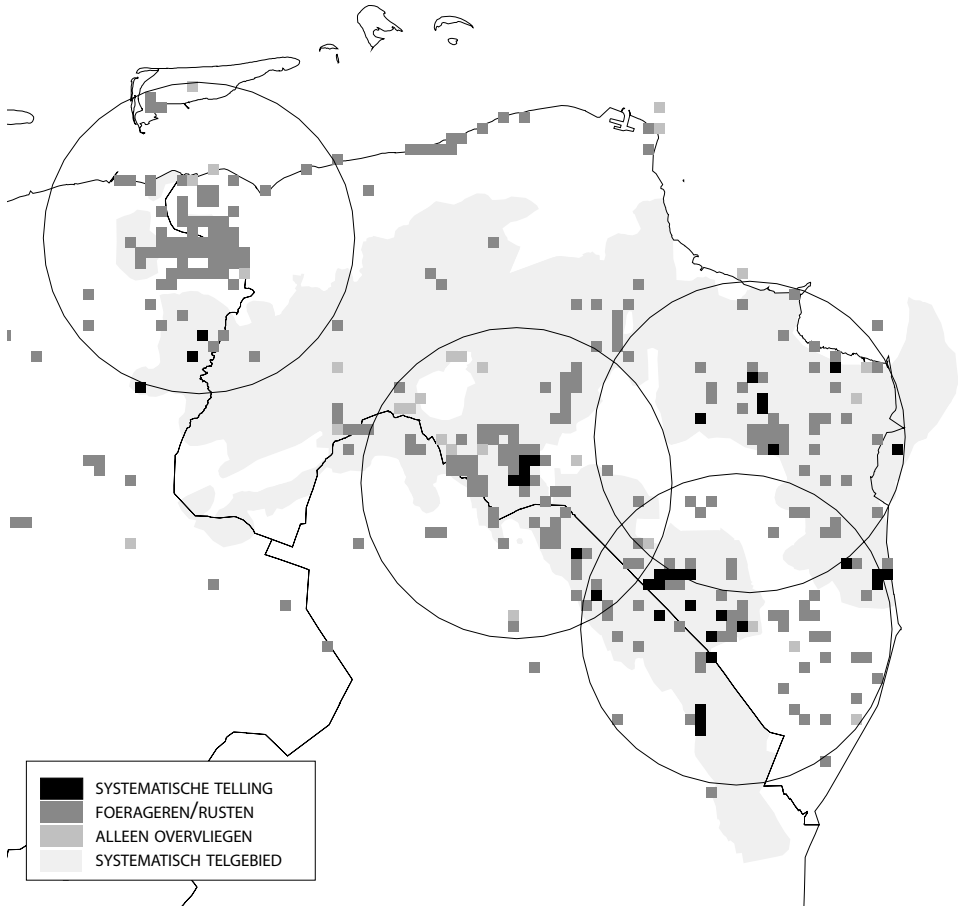 SYSTEMATISCHE TELLING
FOERAGEREN/RUSTEN
ALLEEN OVERVLIEGEN
SYSTEMATISCH TELGEBIED